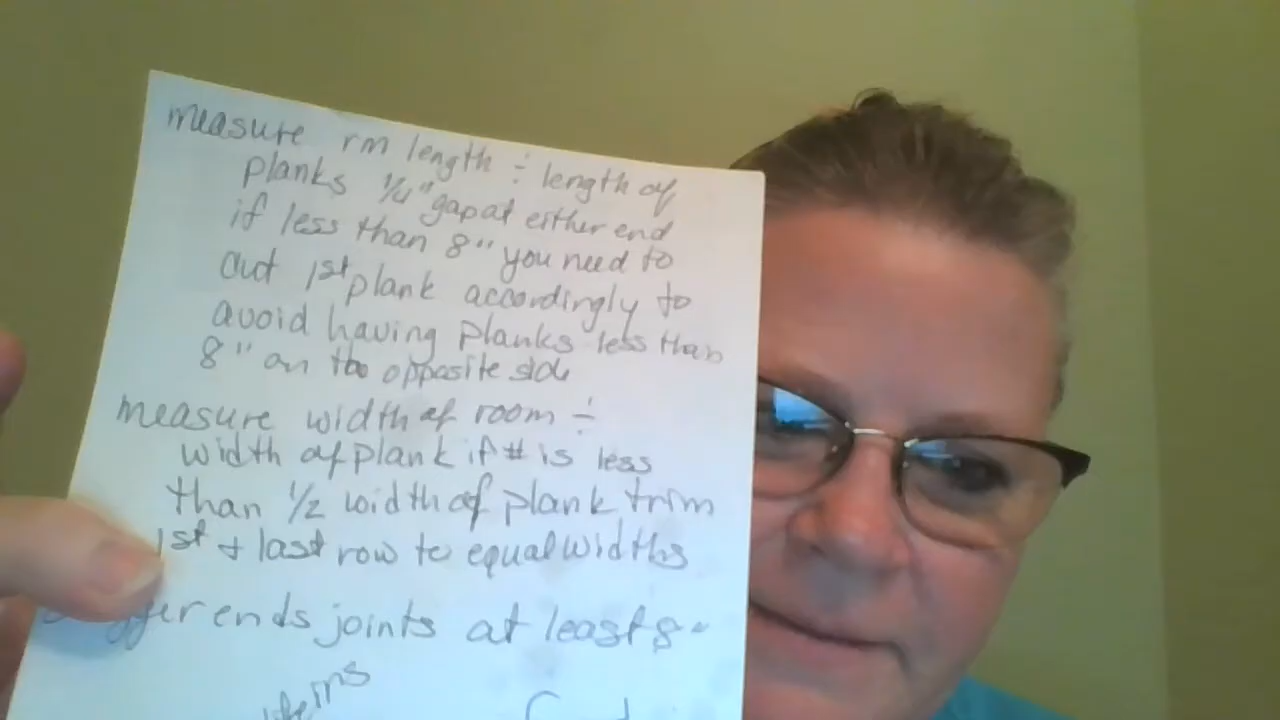 measure rm length ÷ length of
planks 1/4" gap at either end
if less than 8" you need to
cut 1st plank accordingly to
avoid having planks less than
8" on the opposite side
measure width of room ÷
width of plank if # is less
than 1/2 width of plank trim
1st + last row to equal widths
ends joints at least 8"